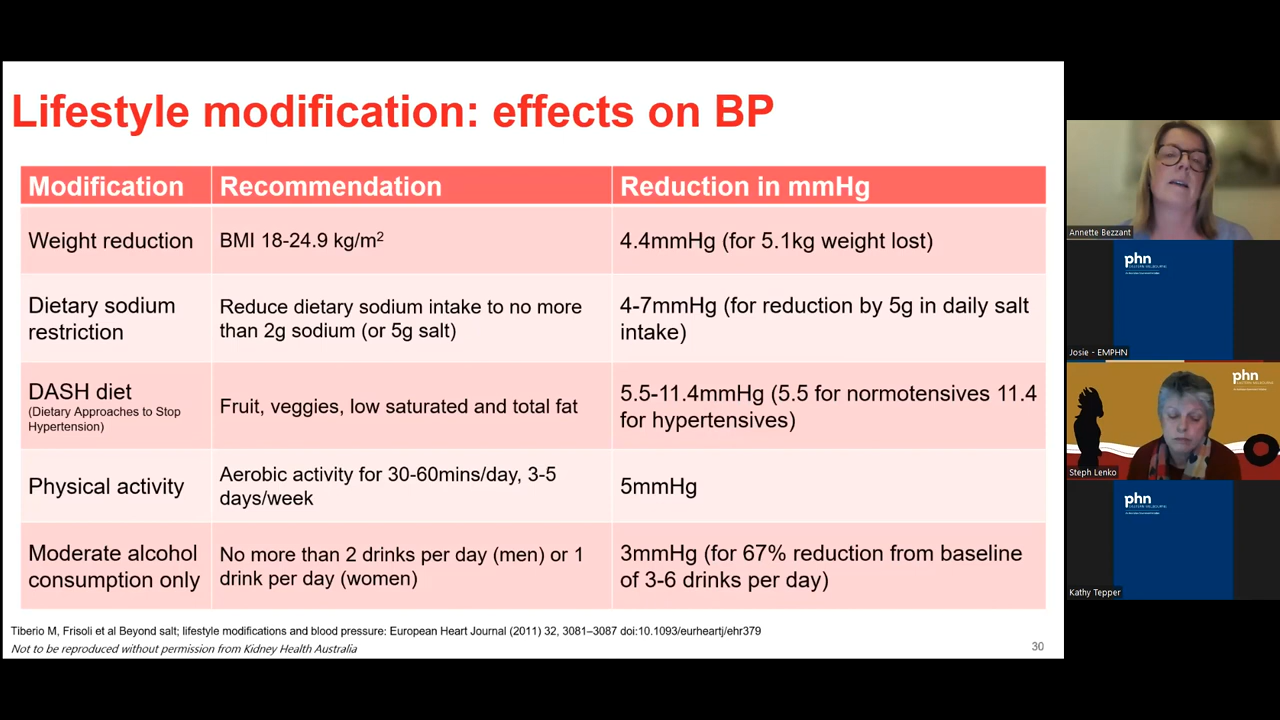 Lifestyle modification: effects on BP
Modification
Recommendation
Reduction in mmHg
Weight reduction
BMI 18-24.9 kg/m²
4.4mmHg (for 5.1kg weight lost)
Dietary sodium
restriction
Reduce dietary sodium intake to no more
than 2g sodium (or 5g salt)
4-7mmHg (for reduction by 5g in daily salt
intake)
DASH diet
(Dietary Approaches to Stop
Hypertension)
Fruit, veggies, low saturated and total fat
5.5-11.4mmHg (5.5 for normotensives 11.4
for hypertensives)
Physical activity
Aerobic activity for 30-60mins/day, 3-5
days/week
5mmHg
Moderate alcohol
consumption only
No more than 2 drinks per day (men) or 1
drink per day (women)
3mmHg (for 67% reduction from baseline
of 3-6 drinks per day)
Tiberio M, Frisoli et al Beyond salt; lifestyle modifications and blood pressure: European Heart Journal (2011) 32, 3081–3087 doi:10.1093/eurheartj/ehr379
Not to be reproduced without permission from Kidney Health Australia
30
Annette Bezzant
phn
Josie - EMPHN
phn
Steph Lenko
phn
Kathy Tepper